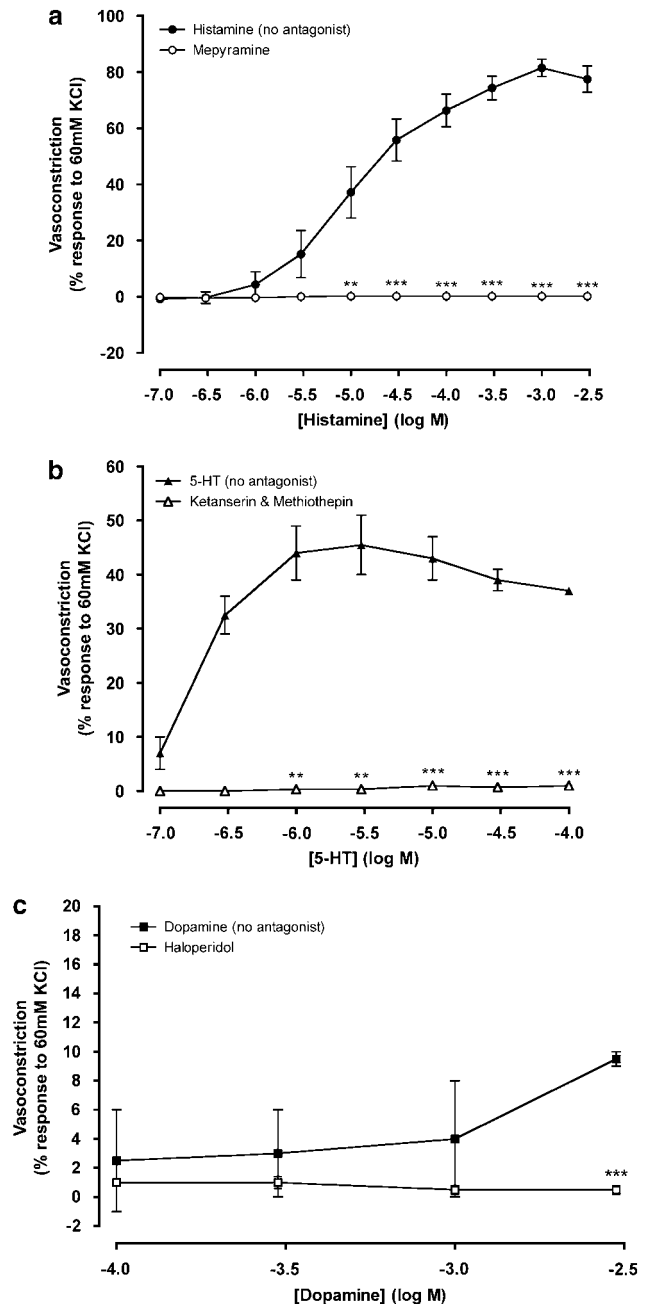 a
Histamine (no antagonist)
Mepyramine
Vasoconstriction
(% response to 60mM KCl)
100
80
60
40
20
0
-20
** *** *** *** *** ***
-7.0 -6.5 -6.0 -5.5 -5.0 -4.5 -4.0 -3.5 -3.0 -2.5
[Histamine] (log M)
b
5-HT (no antagonist)
Ketanserin & Methiothepin
Vasoconstriction
(% response to 60mM KCl)
60
50
40
30
20
10
0
** ** *** *** ***
-7.0 -6.5 -6.0 -5.5 -5.0 -4.5 -4.0
[5-HT] (log M)
c
Dopamine (no antagonist)
Haloperidol
Vasoconstriction
(% response to 60mM KCl)
20
18
16
14
12
10
8
6
4
2
0
-2
***
-4.0 -3.5 -3.0 -2.5
[Dopamine] (log M)